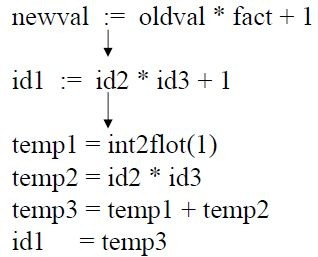 newval := oldval * fact + 1
id1 := id2 * id3 + 1
temp1 = int2flot(1)
temp2 = id2 * id3
temp3 = temp1 + temp2
id1 = temp3